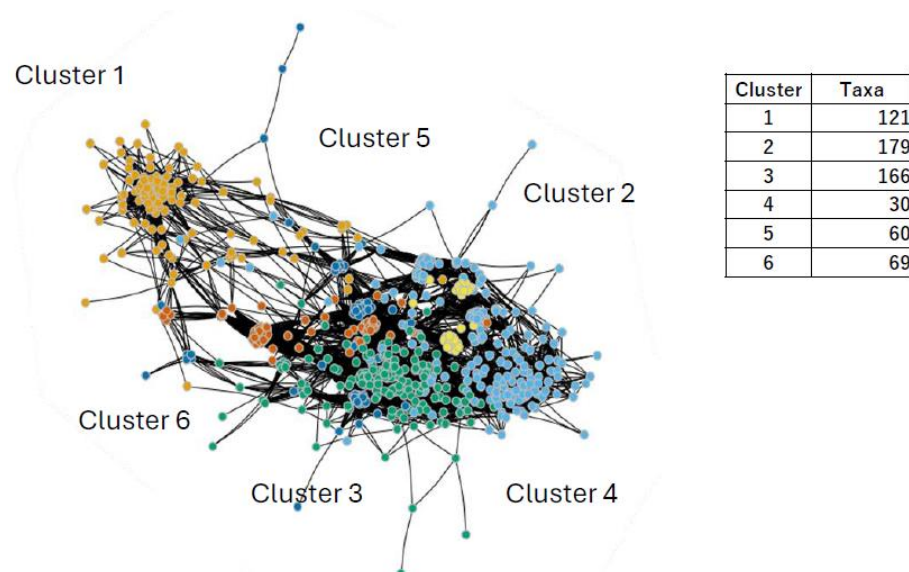 Cluster 1
Cluster 5
Cluster 2
Cluster 6
Cluster 3
Cluster 4
Cluster Taxa
1 121
2 179
3 166
4 30
5 60
6 69